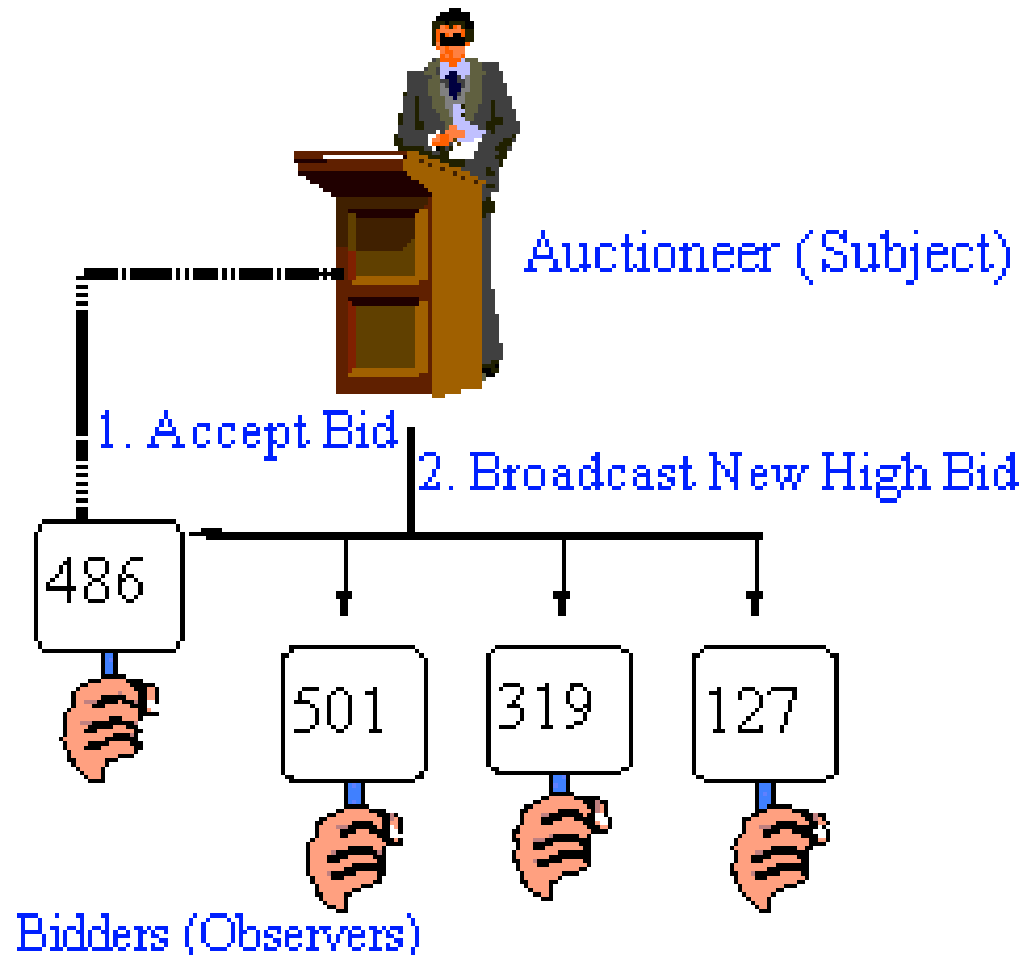 Auctioneer (Subject)
1. Accept Bid
2. Broadcast New High Bid
486
501
319
127
Bidders (Observers)